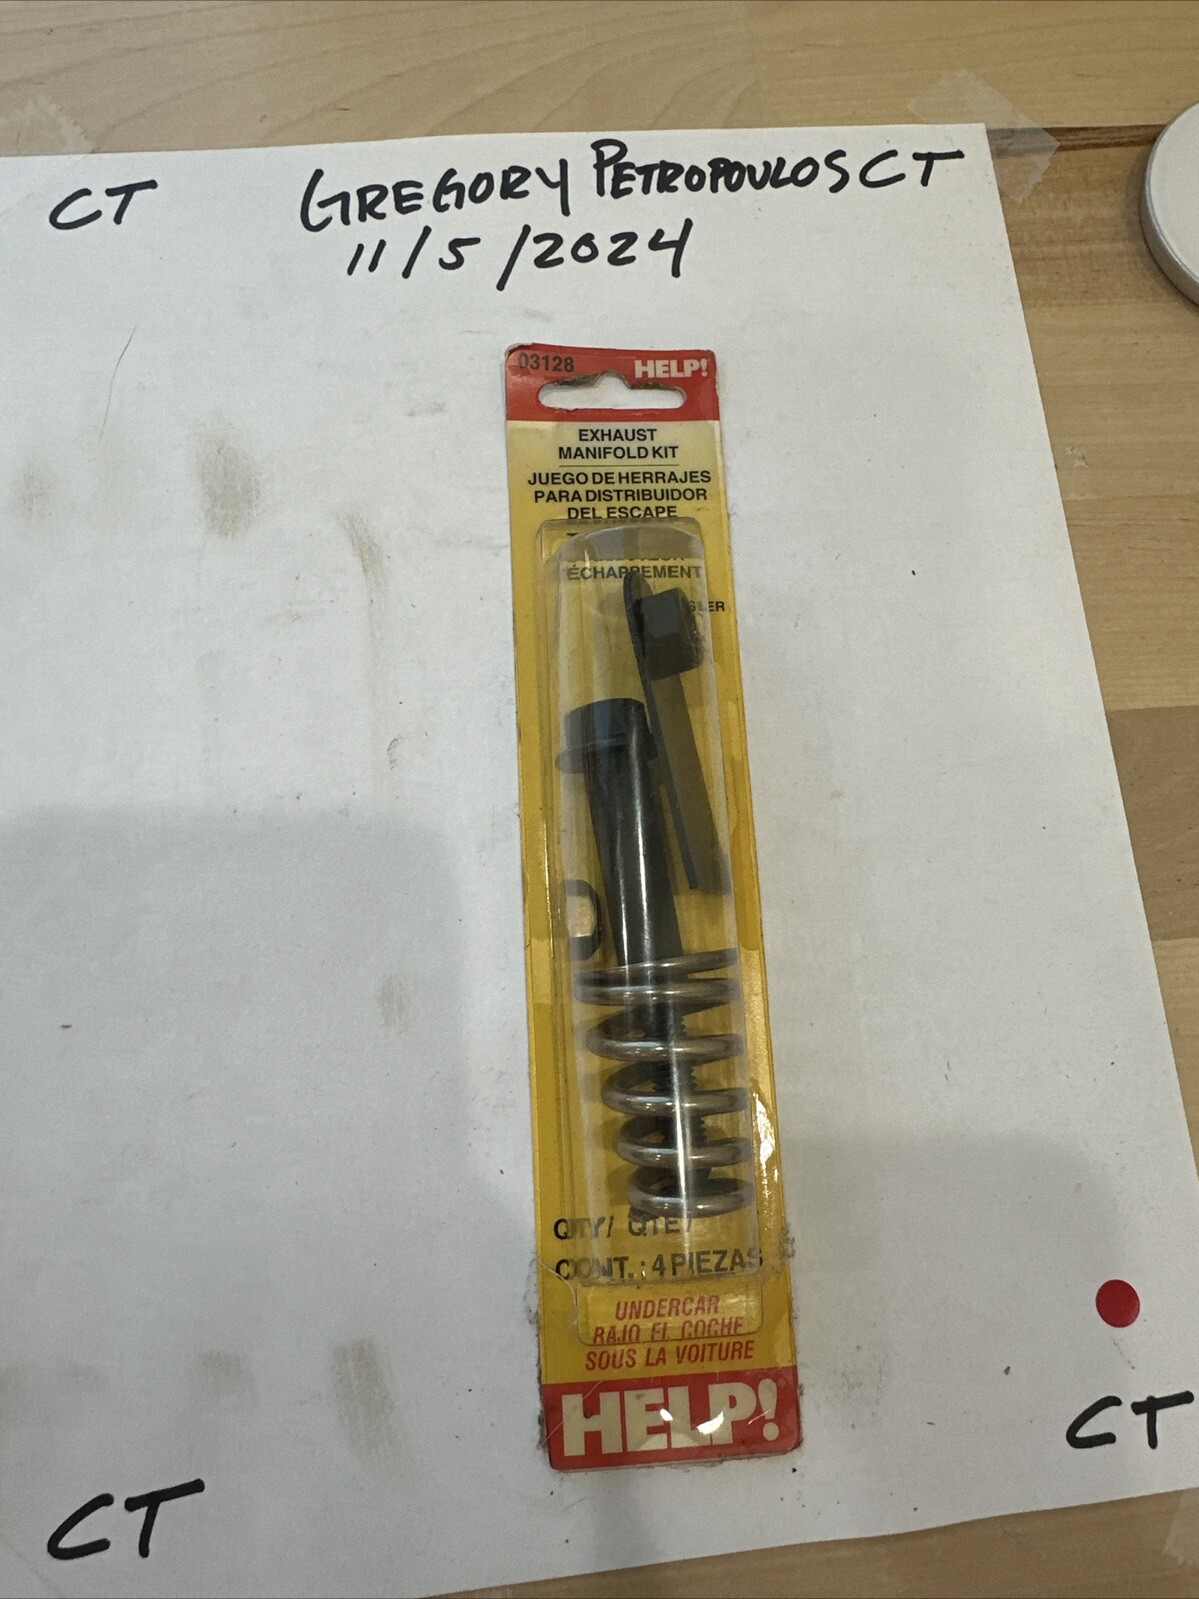 CT GREGORY PETROPOULOS CT
11/5/2024
03128 HELP!
EXHAUST
MANIFOLD KIT
JUEGO DE HERRAJES
PARA DISTRIBUIDOR
DEL ESCAPE
ÉCHAPPEMENT
QTY/ QTE/
CONT.: 4 PIEZAS
UNDERCAR
BAJO EL COCHE
SOUS LA VOITURE
HELP!
CT
CT